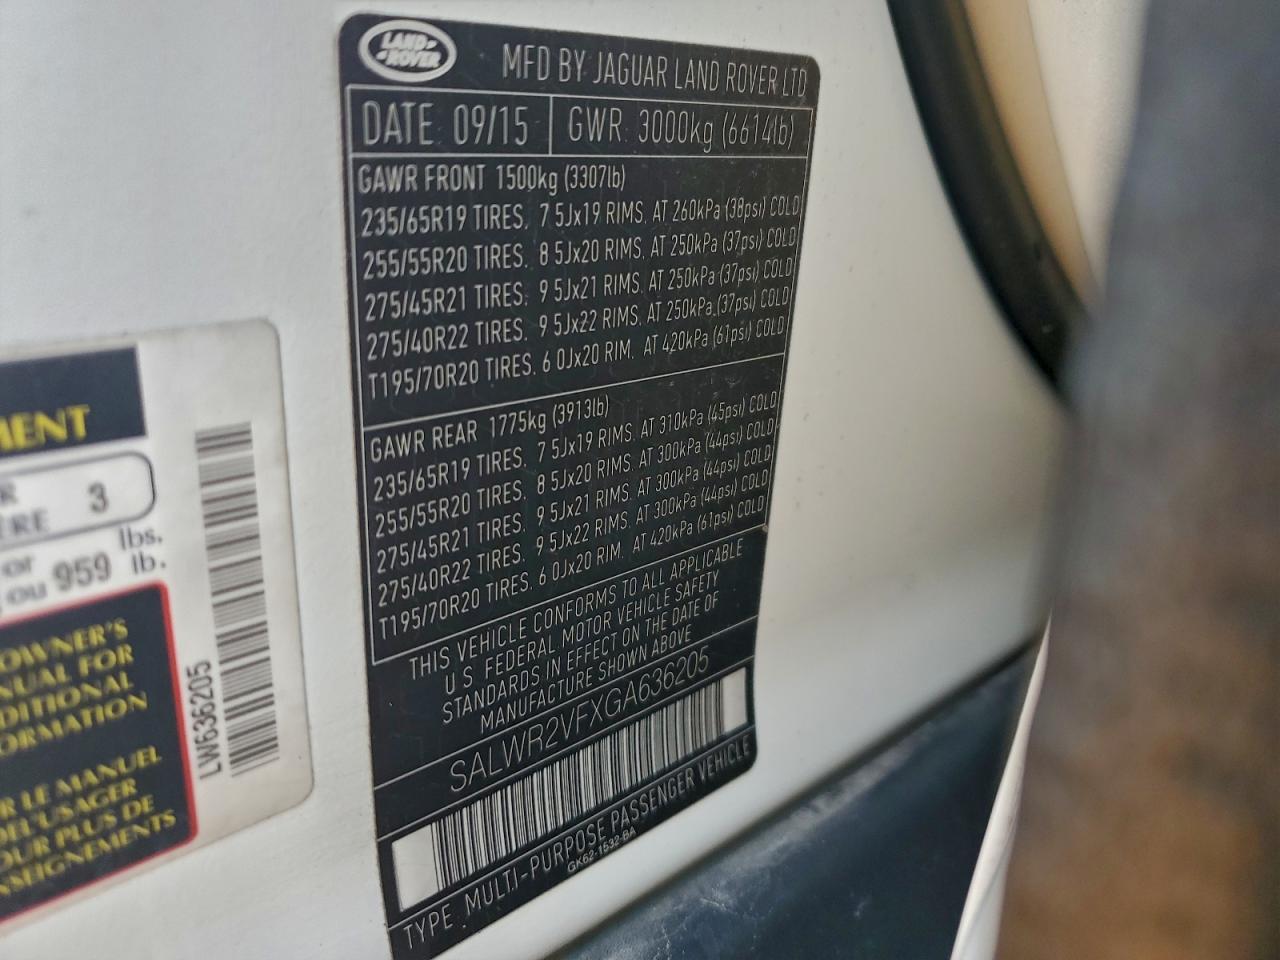 LAND
ROVER
MFD BY JAGUAR LAND ROVER LTD
DATE: 09/15 GWR: 3000kg (6614lb)
GAWR FRONT 1500kg (3307lb)
235/65R19 TIRES, 7.5Jx19 RIMS, AT 260kPa (38psi) COLD
255/55R20 TIRES, 8.5Jx20 RIMS, AT 250kPa (37psi) COLD
275/45R21 TIRES, 9.5Jx21 RIMS, AT 250kPa (37psi) COLD
275/40R22 TIRES, 9.5Jx22 RIMS, AT 250kPa (37psi) COLD
T195/70R20 TIRES, 6.0Jx20 RIM, AT 420kPa (61psi) COLD
GAWR REAR 1775kg (3913lb)
235/65R19 TIRES, 7.5Jx19 RIMS, AT 310kPa (45psi) COLD
255/55R20 TIRES, 8.5Jx20 RIMS, AT 300kPa (44psi) COLD
275/45R21 TIRES, 9.5Jx21 RIMS, AT 300kPa (44psi) COLD
275/40R22 TIRES, 9.5Jx22 RIMS, AT 300kPa (44psi) COLD
T195/70R20 TIRES, 6.0Jx20 RIM, AT 420kPa (61psi) COLD
THIS VEHICLE CONFORMS TO ALL APPLICABLE
U.S. FEDERAL MOTOR VEHICLE SAFETY
STANDARDS IN EFFECT ON THE DATE OF
MANUFACTURE SHOWN ABOVE
SALWR2VFXGA636205
TYPE: MULTI-PURPOSE PASSENGER VEHICLE
GK62-1532-BA
MENT
R 3
ÈRE
or lbs.
ou 959 lb.
OWNER'S
NUAL FOR
DITIONAL
ORMATION
R LE MANUEL
DE L'USAGER
OUR PLUS DE
NSEIGNEMENTS
LW636205